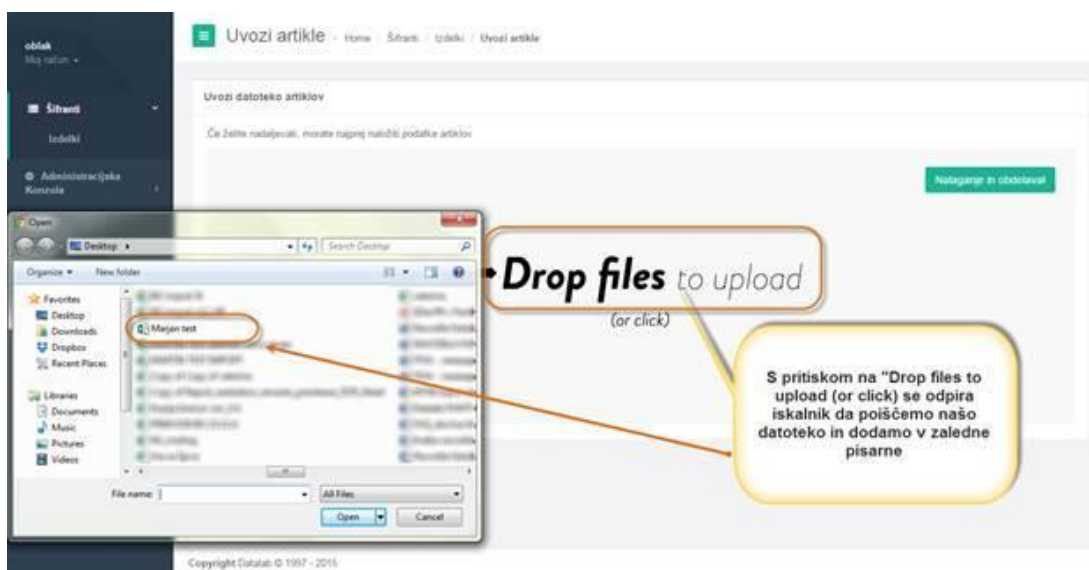 oblak
Moj račun
Uvozi artikle - Home / Šifranti / Izdelki / Uvozi artikle
Šifranti
Izdelki
Administracijska
Konzola
Uvozi datoteko artiklov
Če želite nadaljevati, morate najprej naložiti podatke artiklov
Nalaganje in obdelava!
Open
Desktop
Search Desktop
Organize
New folder
Favorites
Desktop
Downloads
Dropbox
Recent Places
Libraries
Documents
Music
Pictures
Videos
Marjan test
File name:
All Files
Open
Cancel
Drop files to upload
(or click)
S pritiskom na "Drop files to
upload (or click) se odpira
iskalnik da poiščemo našo
datoteko in dodamo v zaledne
pisarne
Copyright Datalab © 1997 - 2015